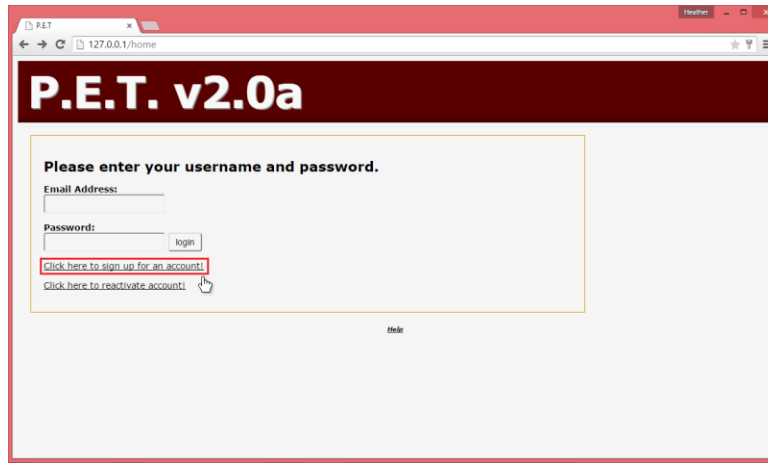 P.E.T
Heather
127.0.0.1/home
P.E.T. v2.0a
Please enter your username and password.
Email Address:
Password:
login
Click here to sign up for an account!
Click here to reactivate account!
Help